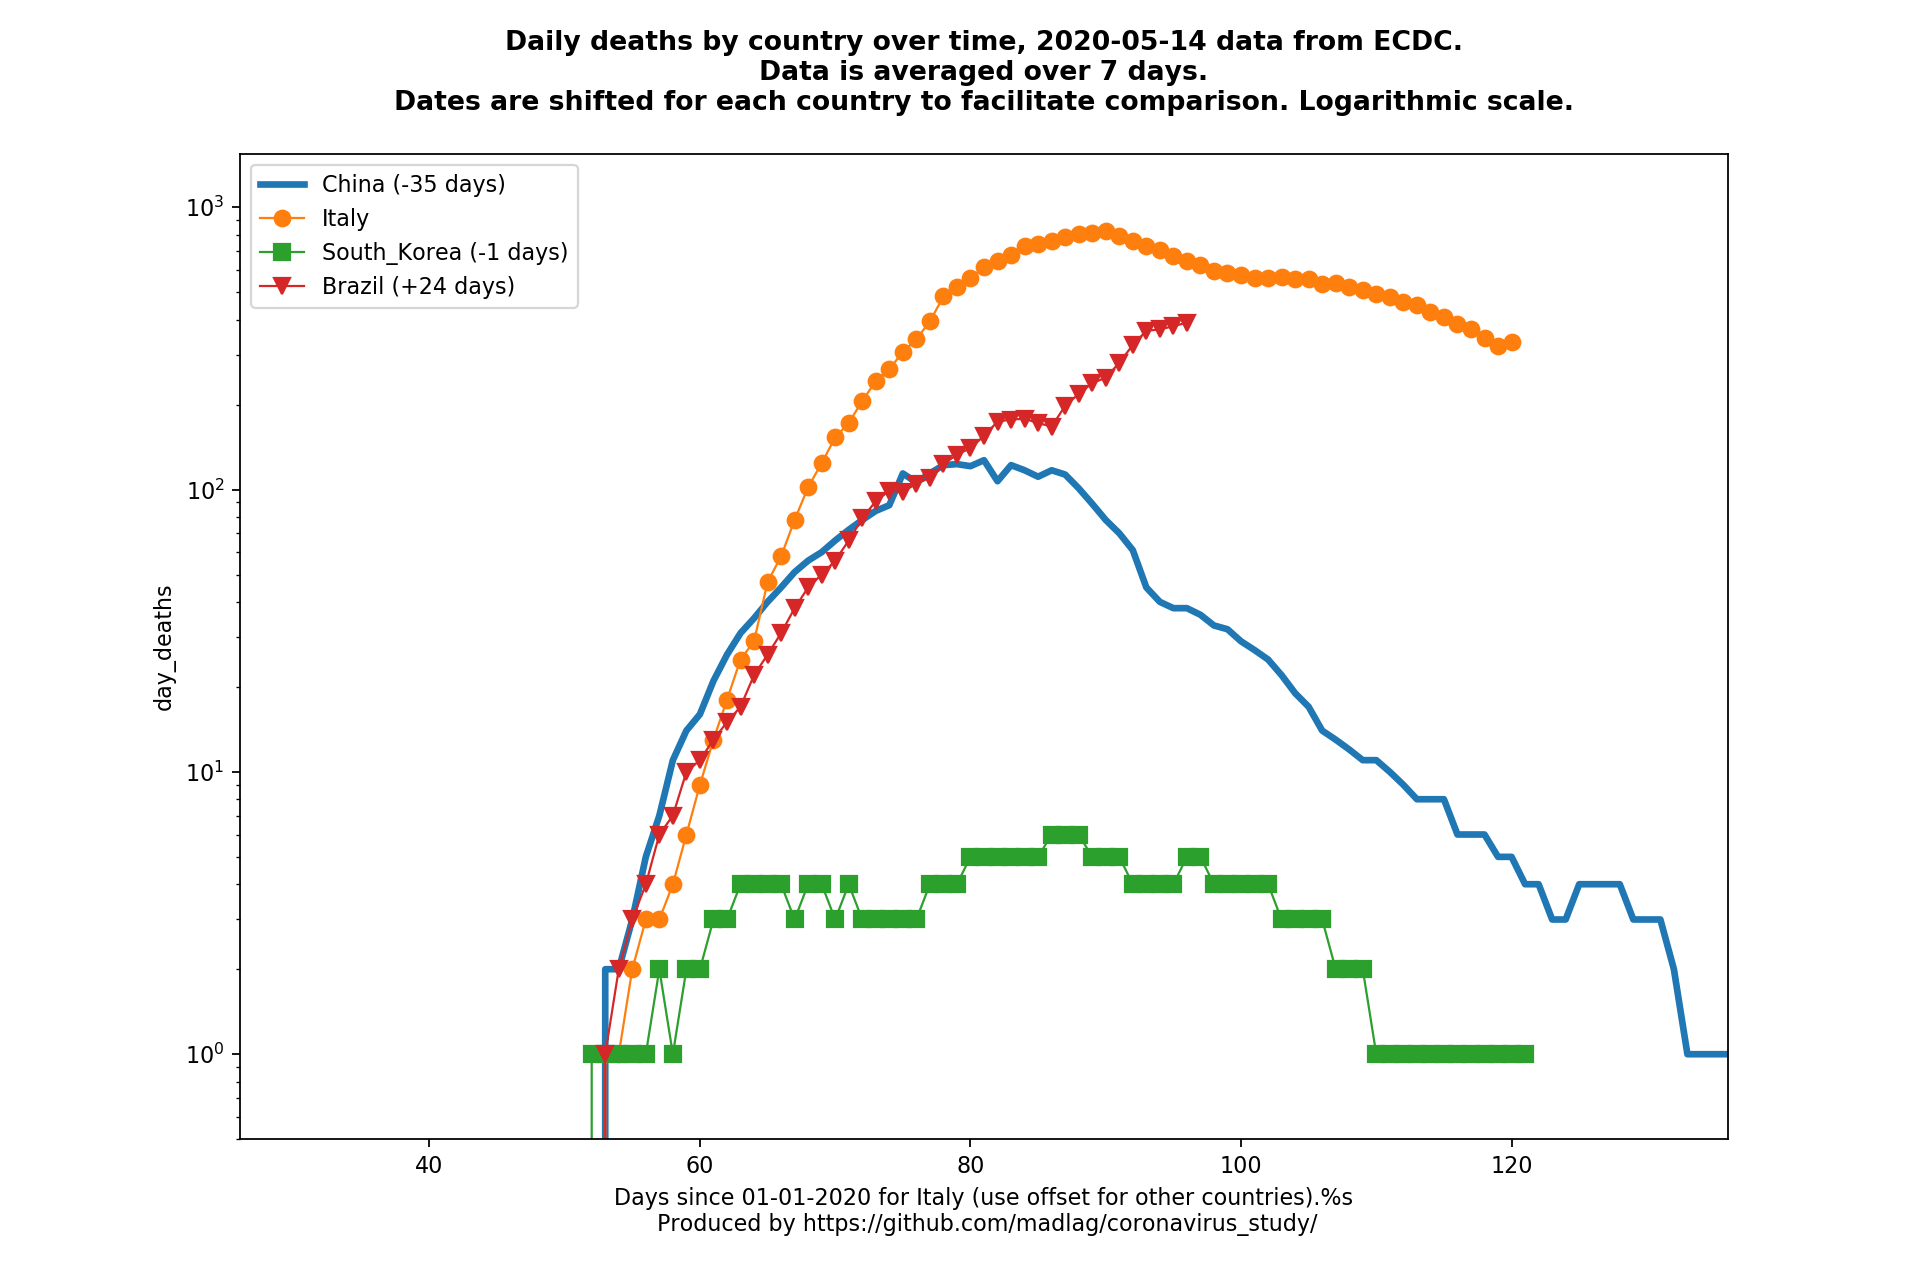 Daily deaths by country over time, 2020-05-14 data from ECDC.
Data is averaged over 7 days.
Dates are shifted for each country to facilitate comparison. Logarithmic scale.
China (-35 days)
Italy
South_Korea (-1 days)
Brazil (+24 days)
10³
10²
10¹
10⁰
day_deaths
40 60 80 100 120
Days since 01-01-2020 for Italy (use offset for other countries).%s
Produced by https://github.com/madlag/coronavirus_study/